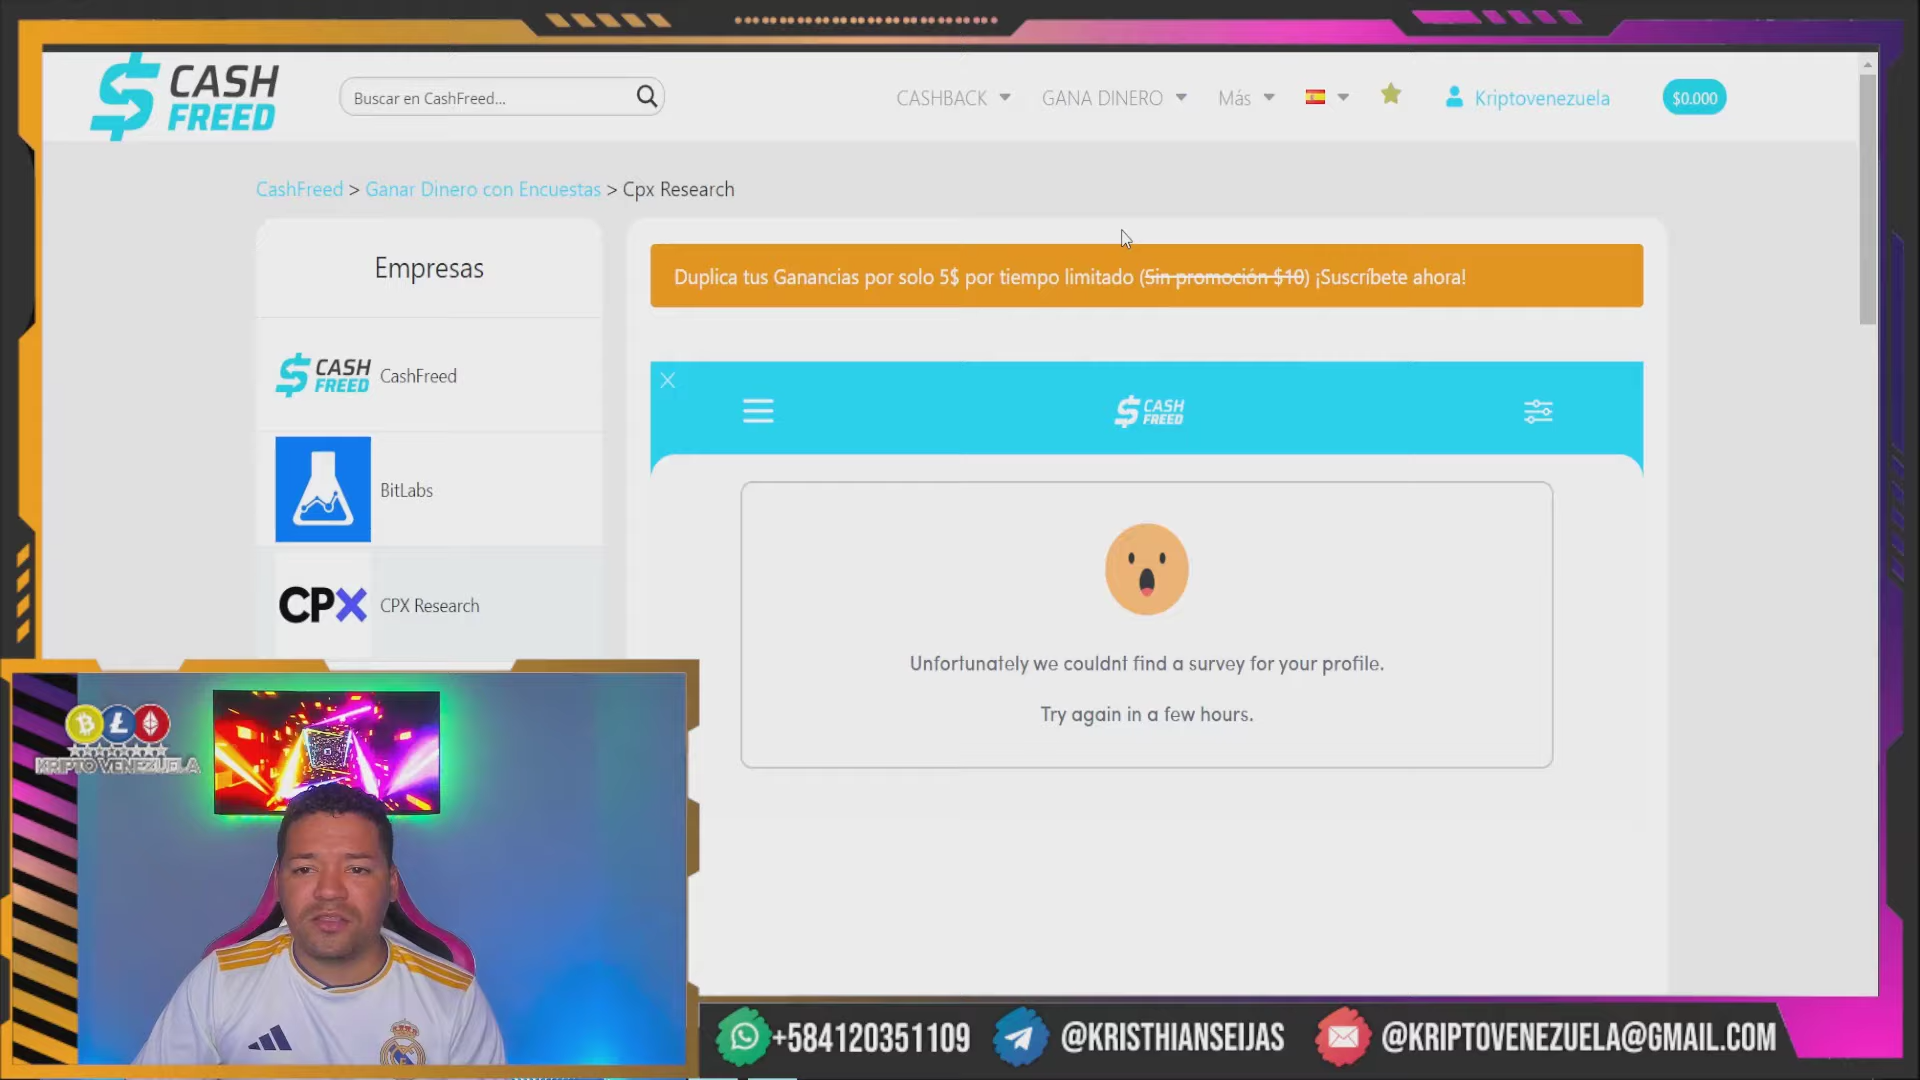 CASH
FREED
Buscar en CashFreed...
CASHBACK
GANA DINERO
Más
Kriptovenezuela
$0.000
CashFreed > Ganar Dinero con Encuestas > Cpx Research
Empresas
CASH
FREED
CashFreed
BitLabs
CPX
CPX Research
Duplica tus Ganancias por solo 5$ por tiempo limitado (Sin promoción $10) ¡Suscríbete ahora!
CASH
FREED
Unfortunately we couldnt find a survey for your profile.
Try again in a few hours.
KRIPTO VENEZUELA
+584120351109
@KRISTHIANSEIJAS
@KRIPTOVENEZUELA@GMAIL.COM